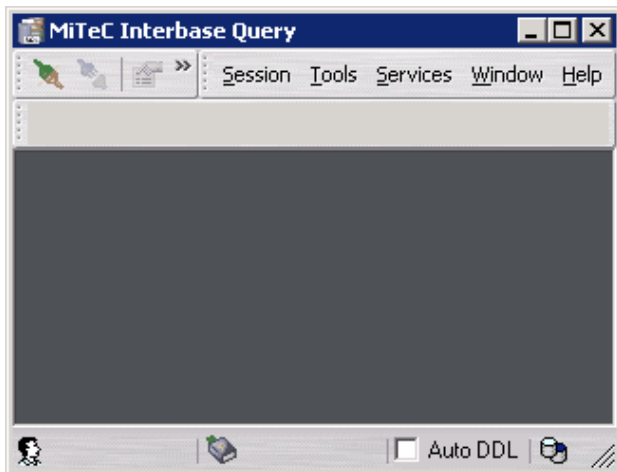 MiTeC Interbase Query
Session Tools Services Window Help
Auto DDL